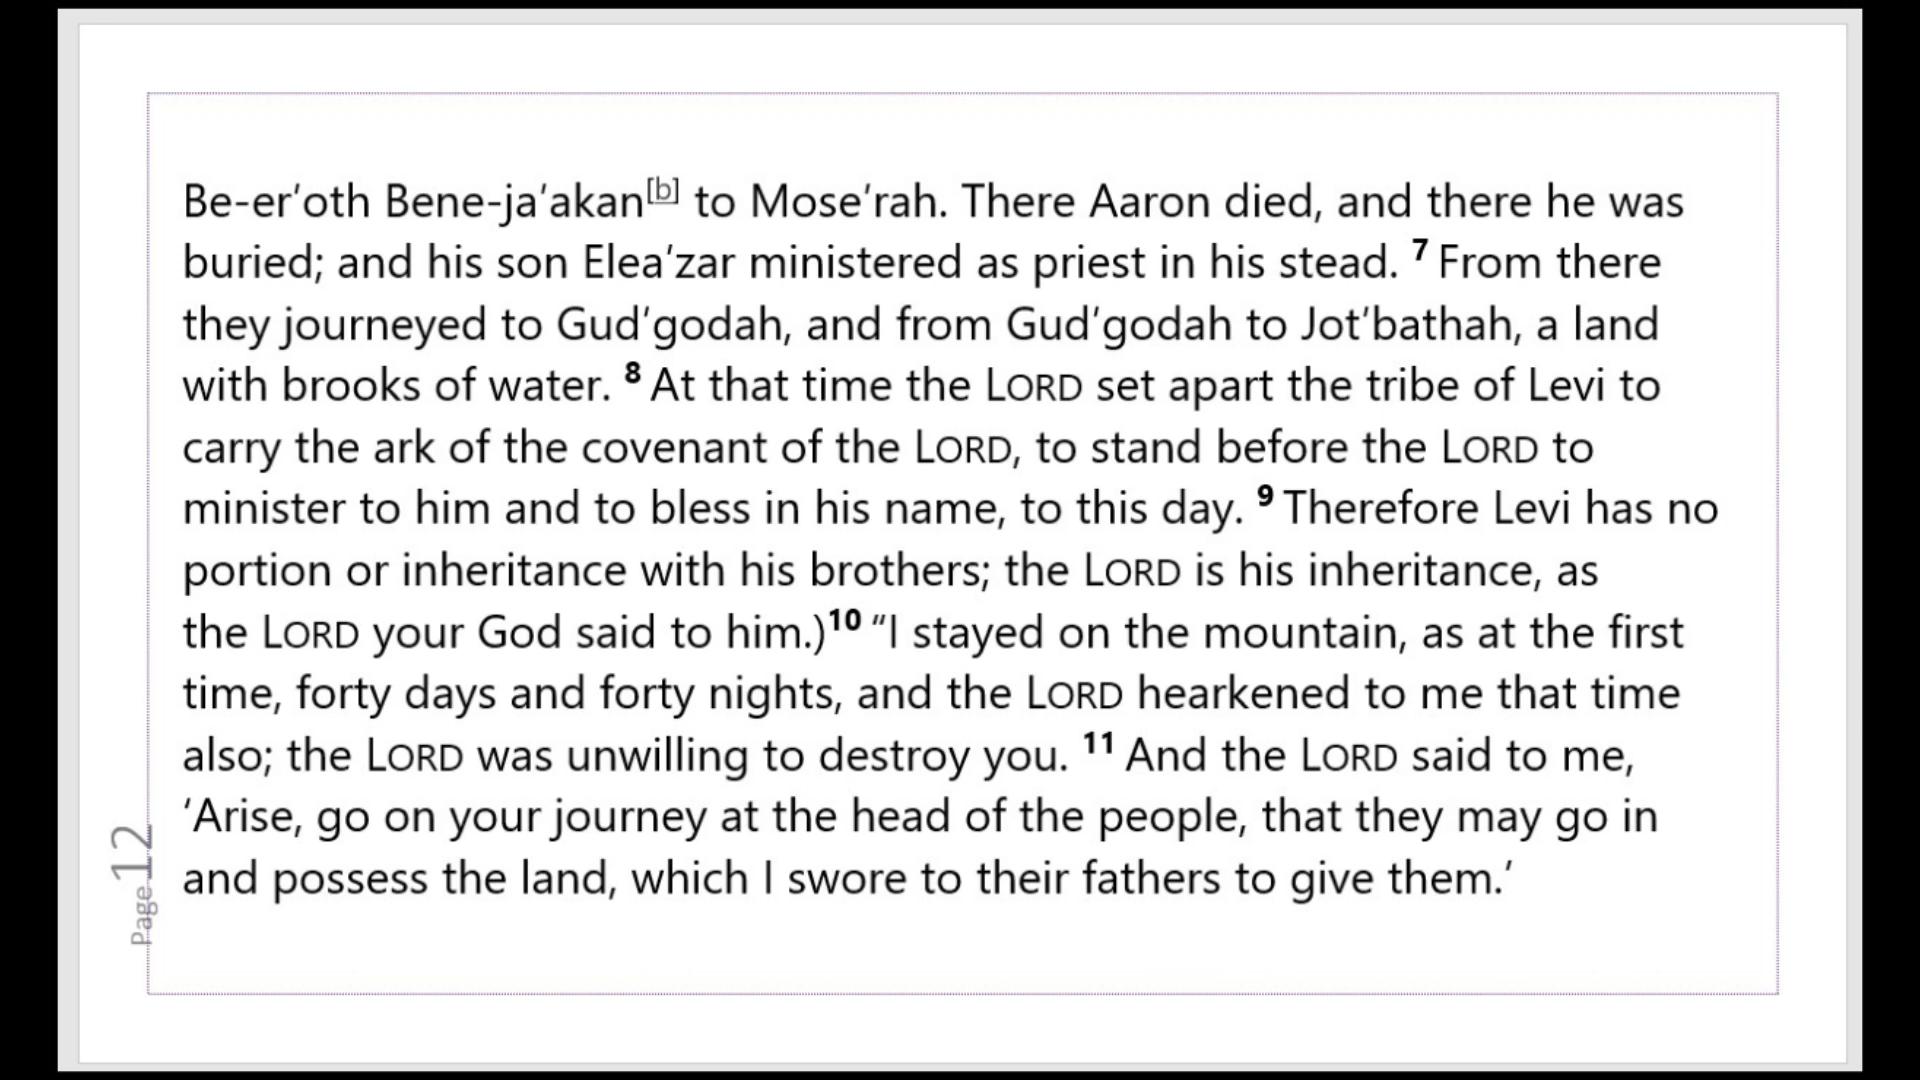 Be-er′oth Bene-ja′akan[b] to Mose′rah. There Aaron died, and there he was
buried; and his son Elea′zar ministered as priest in his stead. 7 From there
they journeyed to Gud′godah, and from Gud′godah to Jot′bathah, a land
with brooks of water. 8 At that time the LORD set apart the tribe of Levi to
carry the ark of the covenant of the LORD, to stand before the LORD to
minister to him and to bless in his name, to this day. 9 Therefore Levi has no
portion or inheritance with his brothers; the LORD is his inheritance, as
the LORD your God said to him.)10 “I stayed on the mountain, as at the first
time, forty days and forty nights, and the LORD hearkened to me that time
also; the LORD was unwilling to destroy you. 11 And the LORD said to me,
‘Arise, go on your journey at the head of the people, that they may go in
and possess the land, which I swore to their fathers to give them.’
Page 12